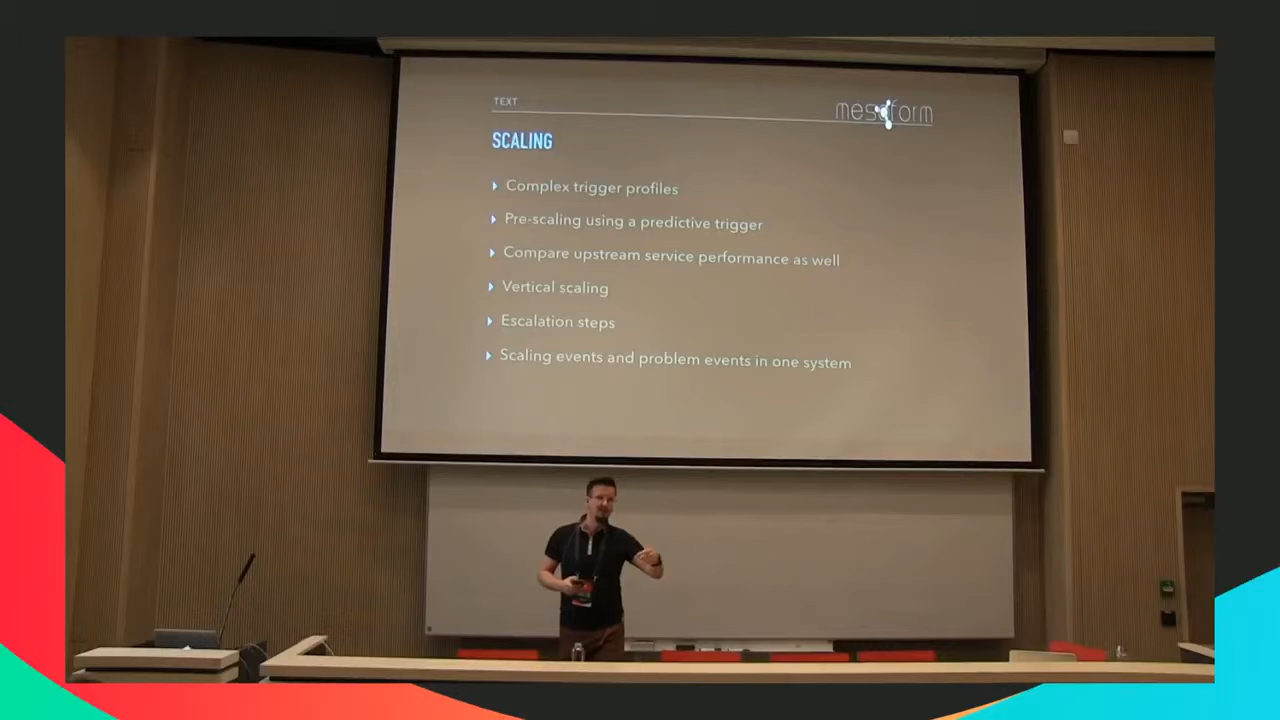 TEXT
mesoform
SCALING
Complex trigger profiles
Pre-scaling using a predictive trigger
Compare upstream service performance as well
Vertical scaling
Escalation steps
Scaling events and problem events in one system